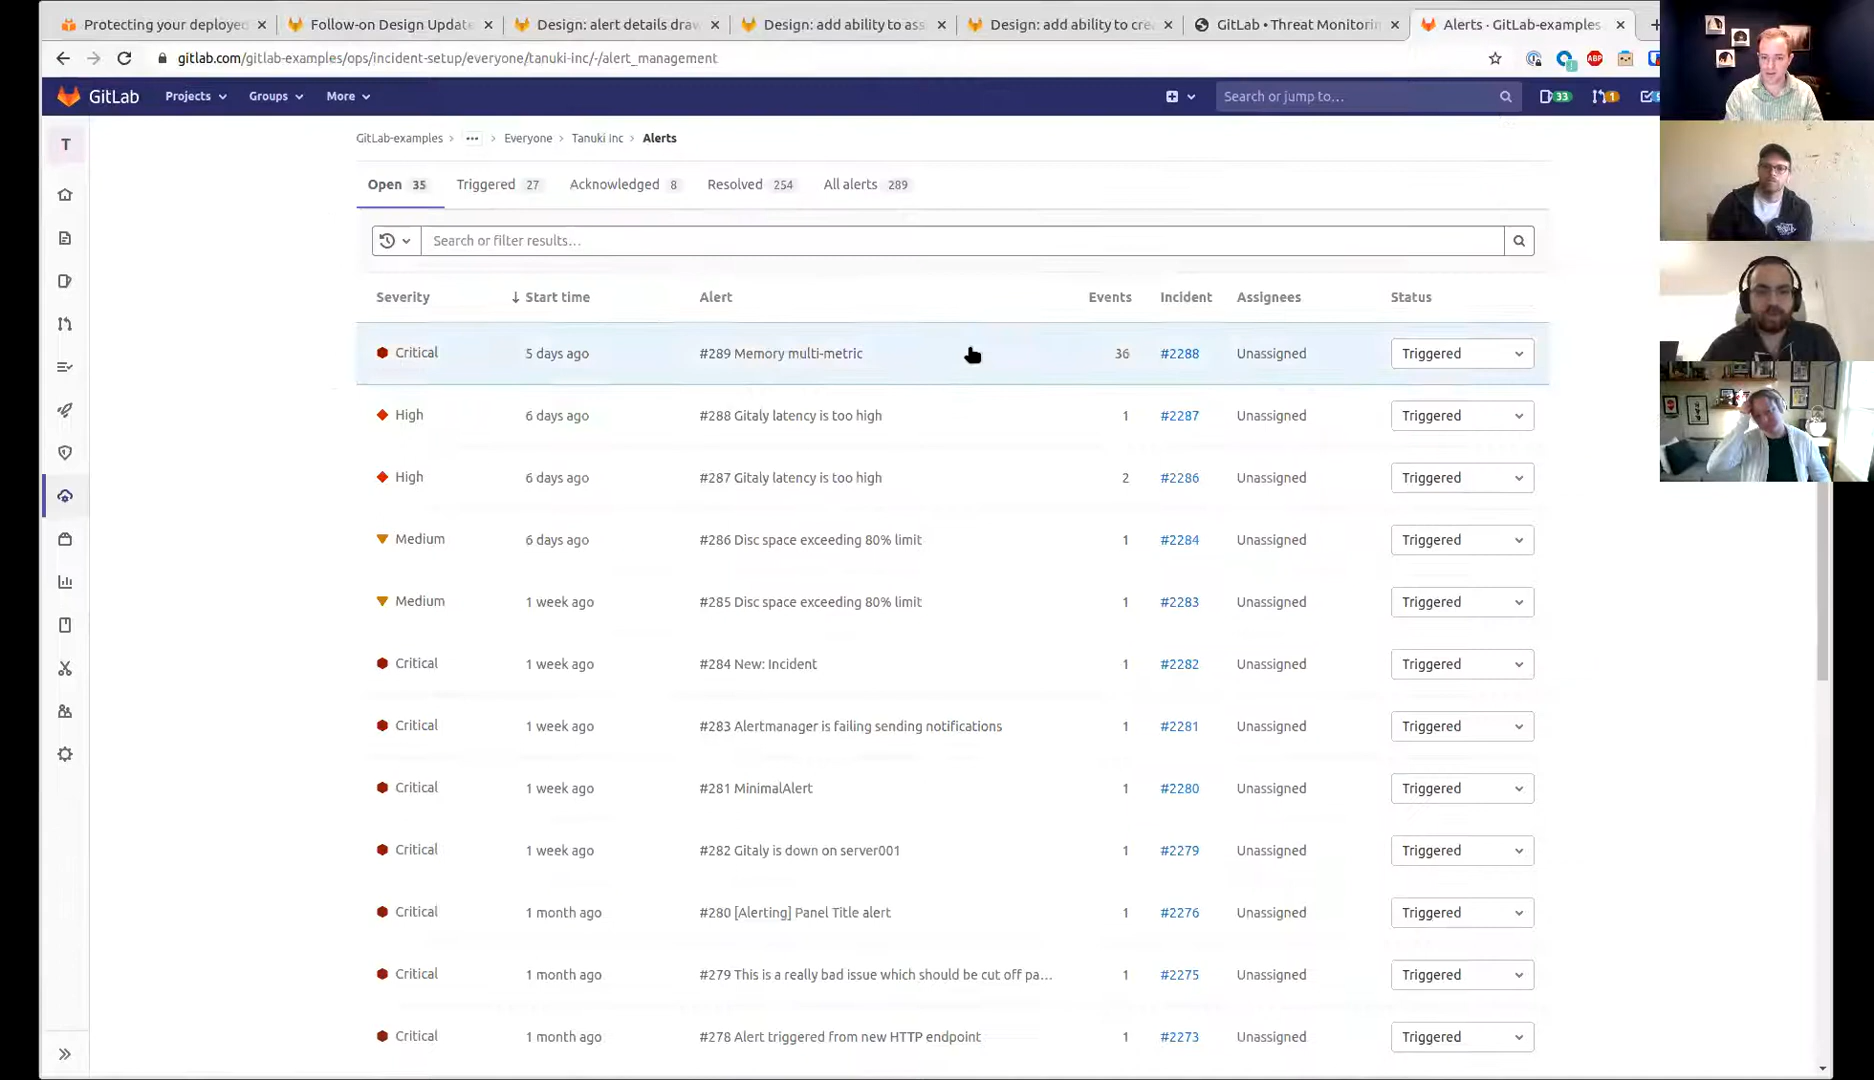 Protecting your deployed
Follow-on Design Update
Design: alert details draw
Design: add ability to ass
Design: add ability to cre
GitLab • Threat Monitorin
Alerts · GitLab-examples
gitlab.com/gitlab-examples/ops/incident-setup/everyone/tanuki-inc/-/alert_management
ABP
GitLab
Projects
Groups
More
Search or jump to...
33
1
T
GitLab-examples > ••• > Everyone > Tanuki Inc > Alerts
Open 35
Triggered 27
Acknowledged 8
Resolved 254
All alerts 289
Search or filter results...
Severity ↓ Start time Alert Events Incident Assignees Status
Critical 5 days ago #289 Memory multi-metric 36 #2288 Unassigned Triggered
High 6 days ago #288 Gitaly latency is too high 1 #2287 Unassigned Triggered
High 6 days ago #287 Gitaly latency is too high 2 #2286 Unassigned Triggered
Medium 6 days ago #286 Disc space exceeding 80% limit 1 #2284 Unassigned Triggered
Medium 1 week ago #285 Disc space exceeding 80% limit 1 #2283 Unassigned Triggered
Critical 1 week ago #284 New: Incident 1 #2282 Unassigned Triggered
Critical 1 week ago #283 Alertmanager is failing sending notifications 1 #2281 Unassigned Triggered
Critical 1 week ago #281 MinimalAlert 1 #2280 Unassigned Triggered
Critical 1 week ago #282 Gitaly is down on server001 1 #2279 Unassigned Triggered
Critical 1 month ago #280 [Alerting] Panel Title alert 1 #2276 Unassigned Triggered
Critical 1 month ago #279 This is a really bad issue which should be cut off pa... 1 #2275 Unassigned Triggered
Critical 1 month ago #278 Alert triggered from new HTTP endpoint 1 #2273 Unassigned Triggered